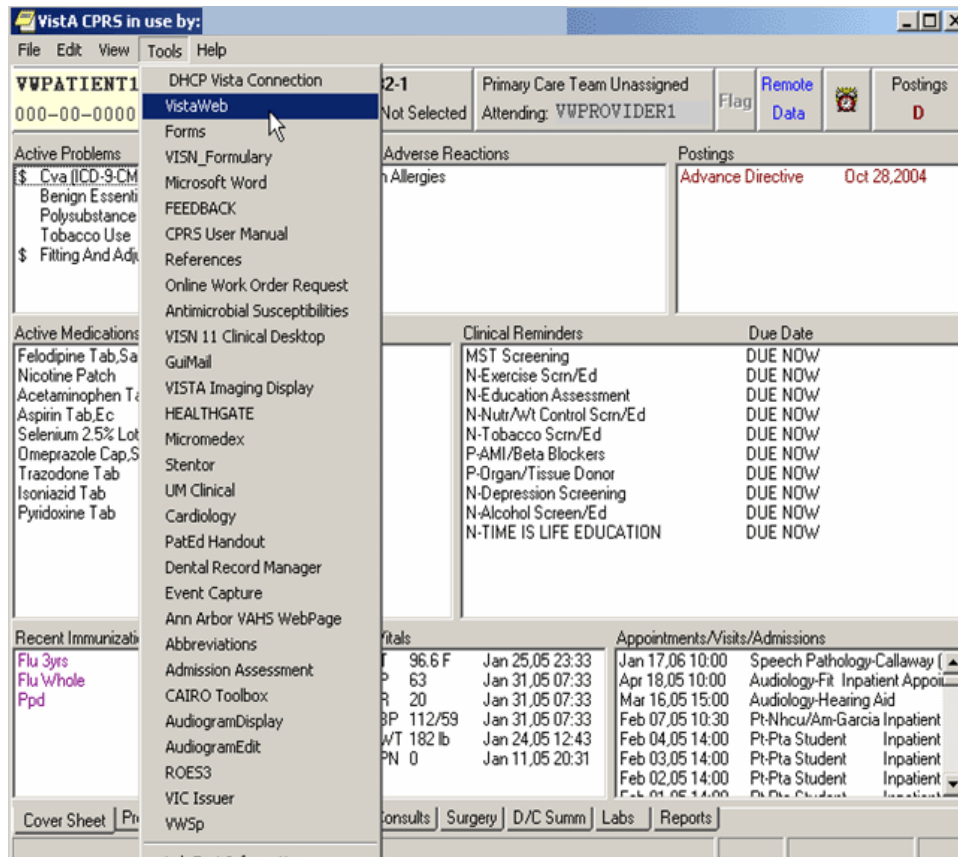 VistA CPRS in use by:
File Edit View Tools Help
VWPATIENT1
000-00-0000
Not Selected
Primary Care Team Unassigned
Attending: VWPROVIDER1
Flag
Remote
Data
Postings
D
DHCP Vista Connection
VistaWeb
Forms
VISN_Formulary
Microsoft Word
FEEDBACK
CPRS User Manual
References
Online Work Order Request
Antimicrobial Susceptibilities
VISN 11 Clinical Desktop
GuiMail
VISTA Imaging Display
HEALTHGATE
Micromedex
Stentor
UM Clinical
Cardiology
PatEd Handout
Dental Record Manager
Event Capture
Ann Arbor VAHS WebPage
Abbreviations
Admission Assessment
CAIRO Toolbox
AudiogramDisplay
AudiogramEdit
ROES3
VIC Issuer
VWSp
Active Problems
$ Cva (ICD-9-CM
Benign Essenti
Polysubstance
Tobacco Use
$ Fitting And Adju
Adverse Reactions
Allergies
Postings
Advance Directive Oct 28,2004
Active Medications
Felodipine Tab,Sa
Nicotine Patch
Acetaminophen Ta
Aspirin Tab,Ec
Selenium 2.5% Lot
Omeprazole Cap,S
Trazodone Tab
Isoniazid Tab
Pyridoxine Tab
Clinical Reminders Due Date
MST Screening DUE NOW
N-Exercise Scrn/Ed DUE NOW
N-Education Assessment DUE NOW
N-Nutr/Wt Control Scrn/Ed DUE NOW
N-Tobacco Scrn/Ed DUE NOW
P-AMI/Beta Blockers DUE NOW
P-Organ/Tissue Donor DUE NOW
N-Depression Screening DUE NOW
N-Alcohol Screen/Ed DUE NOW
N-TIME IS LIFE EDUCATION DUE NOW
Recent Immunizati
Flu 3yrs
Flu Whole
Ppd
Vitals
T 96.6 F Jan 25,05 23:33
P 63 Jan 31,05 07:33
R 20 Jan 31,05 07:33
BP 112/59 Jan 31,05 07:33
WT 182 lb Jan 24,05 12:43
PN 0 Jan 11,05 20:31
Appointments/Visits/Admissions
Jan 17,06 10:00 Speech Pathology-Callaway (
Apr 18,05 10:00 Audiology-Fit Inpatient Appoi
Mar 16,05 15:00 Audiology-Hearing Aid
Feb 07,05 10:30 Pt-Nhcu/Am-Garcia Inpatient
Feb 04,05 14:00 Pt-Pta Student Inpatient
Feb 03,05 14:00 Pt-Pta Student Inpatient
Feb 02,05 14:00 Pt-Pta Student Inpatient
Cover Sheet Pr onsults Surgery D/C Summ Labs Reports